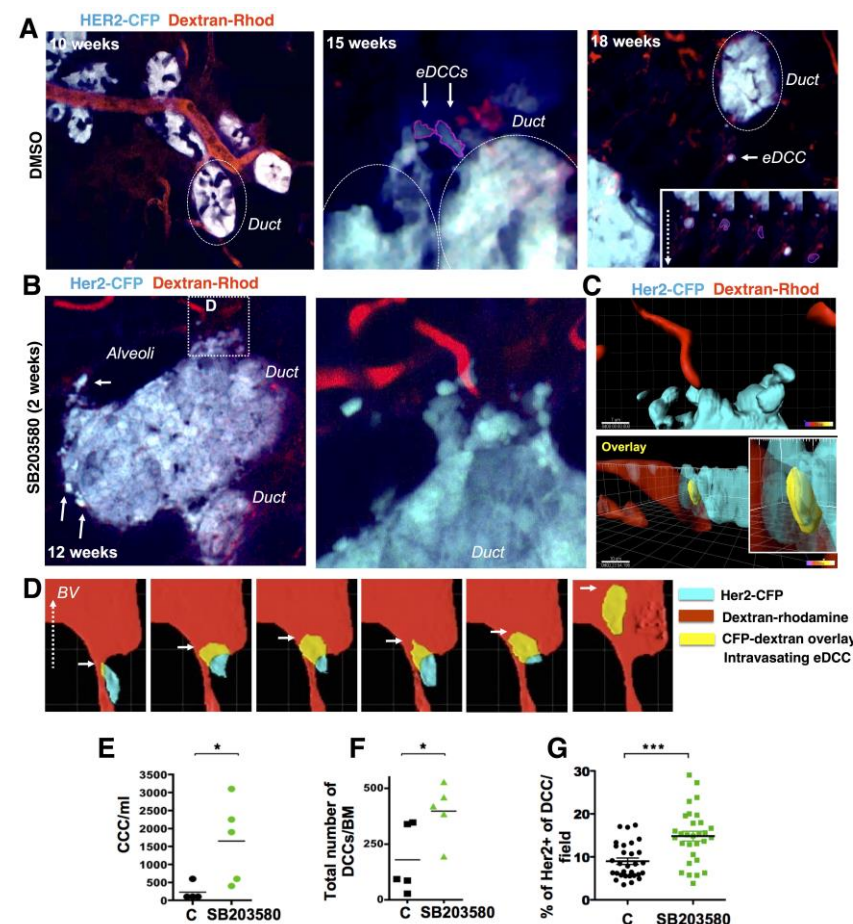 A
HER2-CFP Dextran-Rhod
10 weeks
15 weeks
18 weeks
DMSO
eDCCs
Duct
Duct
eDCC
Duct
B
Her2-CFP Dextran-Rhod
C
Her2-CFP Dextran-Rhod
SB203580 (2 weeks)
D
Alveoli
Duct
Duct
12 weeks
Duct
Overlay
D
BV
Her2-CFP
Dextran-rhodamine
CFP-dextran overlay
Intravasating eDCC
E
*
CCC/ml
3500
3000
2500
2000
1500
1000
500
0
C SB203580
F
*
Total number of
DCCs/BM
500
250
0
C SB203580
G
***
% of Her2+ of DCC/
field
30
20
10
0
C SB203580